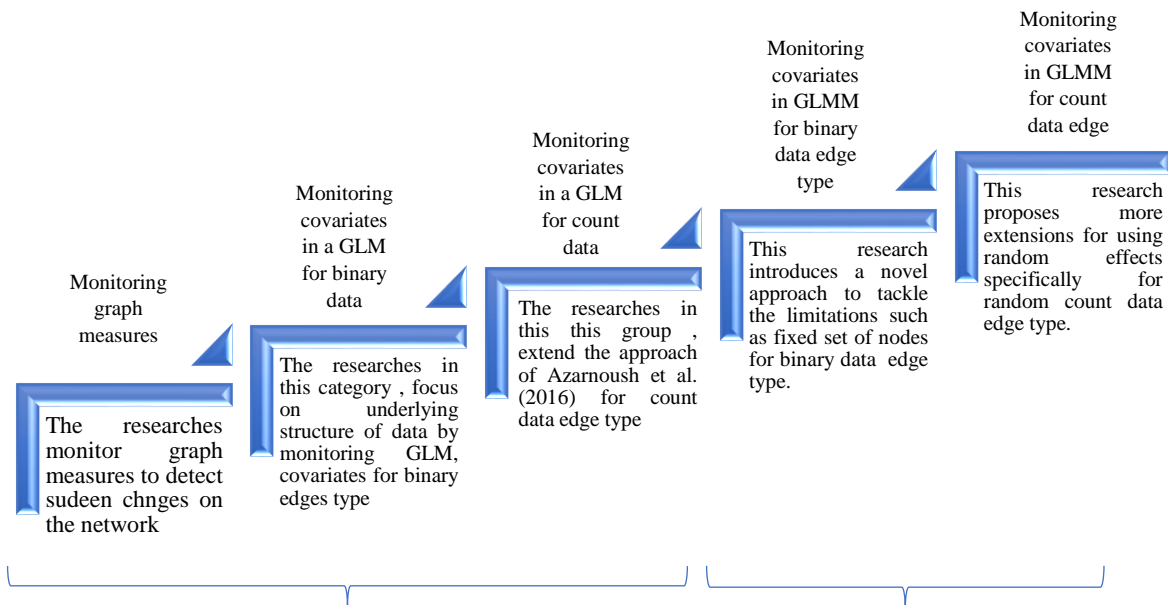 Monitoring
graph
measures
The researches
monitor graph
measures to detect
sudeen chnges on
the network
Monitoring
covariates
in a GLM
for binary
data
The researches in
this category , focus
on underlying
structure of data by
monitoring GLM,
covariates for binary
edges type
Monitoring
covariates
in a GLM
for count
data
The researches in
this this group ,
extend the approach
of Azarnoush et al.
(2016) for count
data edge type
Monitoring
covariates
in GLMM
for binary
data edge
type
This research
introduces a novel
approach to tackle
the limitations such
as fixed set of nodes
for binary data edge
type.
Monitoring
covariates
in GLMM
for count
data edge
This research
proposes more
extensions for using
random effects
specifically for
random count data
edge type.